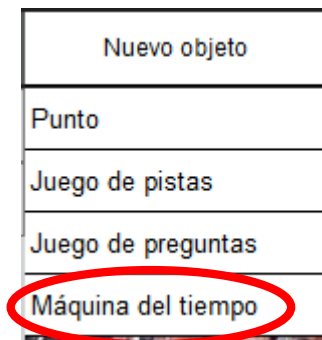 Nuevo objeto
Punto
Juego de pistas
Juego de preguntas
Máquina del tiempo